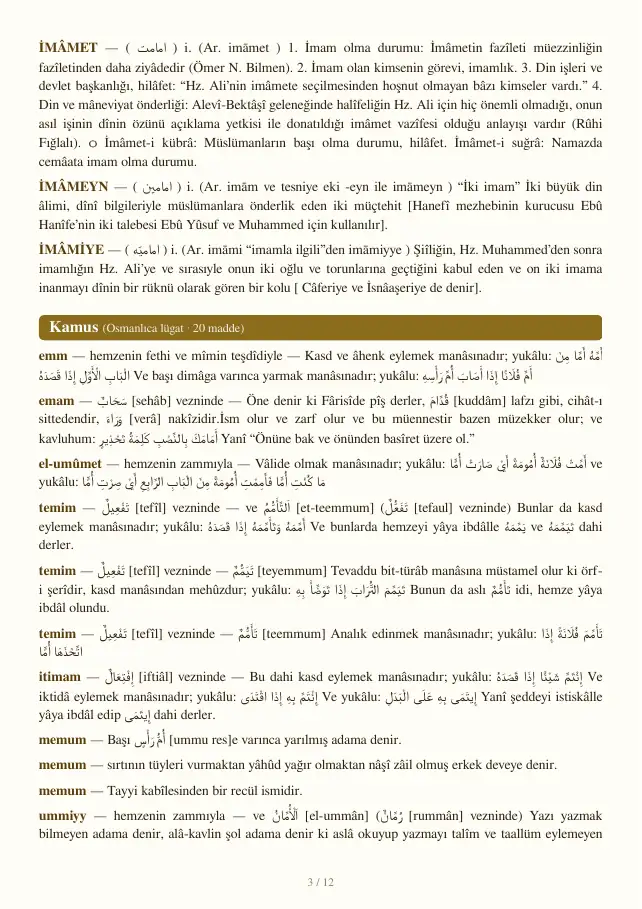 İMÂMET — ( امامت ) i. (Ar. imāmet ) 1. İmam olma durumu: İmâmetin fazîleti müezzinliğin
fazîletinden daha ziyâdedir (Ömer N. Bilmen). 2. İmam olan kimsenin görevi, imamlık. 3. Din işleri ve
devlet başkanlığı, hilâfet: “Hz. Ali’nin imâmete seçilmesinden hoşnut olmayan bâzı kimseler vardı.” 4.
Din ve mâneviyat önderliği: Alevî-Bektâşî geleneğinde halîfeliğin Hz. Ali için hiç önemli olmadığı, onun
asıl işinin dînin özünü açıklama yetkisi ile donatıldığı imâmet vazîfesi olduğu anlayışı vardır (Rûhi
Fığlalı). ѻ İmâmet-i kübrâ: Müslümanların başı olma durumu, hilâfet. İmâmet-i suğrâ: Namazda
cemâata imam olma durumu.
İMÂMEYN — ( امامين ) i. (Ar. imām ve tesniye eki -eyn ile imāmeyn ) “İki imam” İki büyük din
âlimi, dînî bilgileriyle müslümanlara önderlik eden iki müçtehit [Hanefî mezhebinin kurucusu Ebû
Hanîfe’nin iki talebesi Ebû Yûsuf ve Muhammed için kullanılır].
İMÂMİYE — ( اماميّه ) i. (Ar. imāmі “imamla ilgili”den imāmiyye ) Şiîliğin, Hz. Muhammed’den sonra
imamlığın Hz. Ali’ye ve sırasıyle onun iki oğlu ve torunlarına geçtiğini kabul eden ve on iki imama
inanmayı dînin bir rüknü olarak gören bir kolu [ Câferiye ve İsnâaşeriye de denir].
Kamus (Osmanlıca lügat · 20 madde)
emm — hemzenin fethi ve mîmin teşdîdiyle — Kasd ve âhenk eylemek manâsınadır; yukâlu: أَمَّهُ أَمًّا مِنَ
الْبَابِ الْأَوَّلِ إِذَا قَصَدَهُ Ve başı dimâga varınca yarmak manâsınadır; yukâlu: أَمَّ فُلَانًا إِذَا أَصَابَ أُمَّ رَأْسِهِ
emam — سَحَابٌ [sehâb] vezninde — Öne denir ki Fârisîde pîş derler, قُدَّامَ [kuddâm] lafzı gibi, cihât-ı
sittedendir, وَرَاءَ [verâ] nakîzidir.İsm olur ve zarf olur ve bu müennestir bazen müzekker olur; ve
kavluhum: أَمَامَكَ بِالنَّصْبِ كَلِمَةُ تَحْذِيرٍ Yanî “Önüne bak ve önünden basîret üzere ol.”
el-umûmet — hemzenin zammıyla — Vâlide olmak manâsınadır; yukâlu: أَمَّتْ فُلَانَةٌ أُمُومَةً أَيْ صَارَتْ أُمًّا ve
yukâlu: مَا كُنْتِ أُمًّا فَأَمِمْتِ أُمُومَةً مِنَ الْبَابِ الرَّابِعِ أَيْ صِرْتِ أُمًّا
temim — تَفْعِيلٌ [tefîl] vezninde — ve اَلتَّأَمُّمُ [et-teemmum] (تَفَعُّلٌ [tefaul] vezninde) Bunlar da kasd
eylemek manâsınadır; yukâlu: أَمَّمَهُ وَتَأَمَّمَهُ إِذَا قَصَدَهُ Ve bunlarda hemzeyi yâya ibdâlle يَمَّمَهُ ve تَيَمَّمَهُ dahi
derler.
temim — تَفْعِيلٌ [tefîl] vezninde — تَيَمُّمٌ [teyemmum] Tevaddu bit-türâb manâsına müstamel olur ki örf-
i şerîdir, kasd manâsından mehûzdur; yukâlu: تَيَمَّمَ التُّرَابَ إِذَا تَوَضَّأَ بِهِ Bunun da aslı تَأَمُّمٌ idi, hemze yâya
ibdâl olundu.
temim — تَفْعِيلٌ [tefîl] vezninde — تَأَمُّمٌ [teemmum] Analık edinmek manâsınadır; yukâlu: تَأَمَّمَ فُلَانَةً إِذَا
اتَّخَذَهَا أُمًّا
itimam — إِفْتِعَالٌ [iftiâl] vezninde — Bu dahi kasd eylemek manâsınadır; yukâlu: إِئْتَمَّ شَيْئًا إِذَا قَصَدَهُ Ve
iktidâ eylemek manâsınadır; yukâlu: إِئْتَمَّ بِهِ إِذَا اقْتَدَى Ve yukâlu: إِيتَمَى بِهِ عَلَى الْبَدَلِ Yanî şeddeyi istiskâlle
yâya ibdâl edip إِيتَمَى dahi derler.
memum — Başı أُمُّ رَأْسٍ [ummu res]e varınca yarılmış adama denir.
memum — sırtının tüyleri vurmaktan yâhûd yağır olmaktan nâşî zâil olmuş erkek deveye denir.
memum — Tayyi kabîlesinden bir recül ismidir.
ummiyy — hemzenin zammıyla — ve اَلْأُمَّانُ [el-ummân] (رُمَّانٌ [rummân] vezninde) Yazı yazmak
bilmeyen adama denir, alâ-kavlin şol adama denir ki aslâ okuyup yazmayı talîm ve taallüm eylemeyen
3 / 12